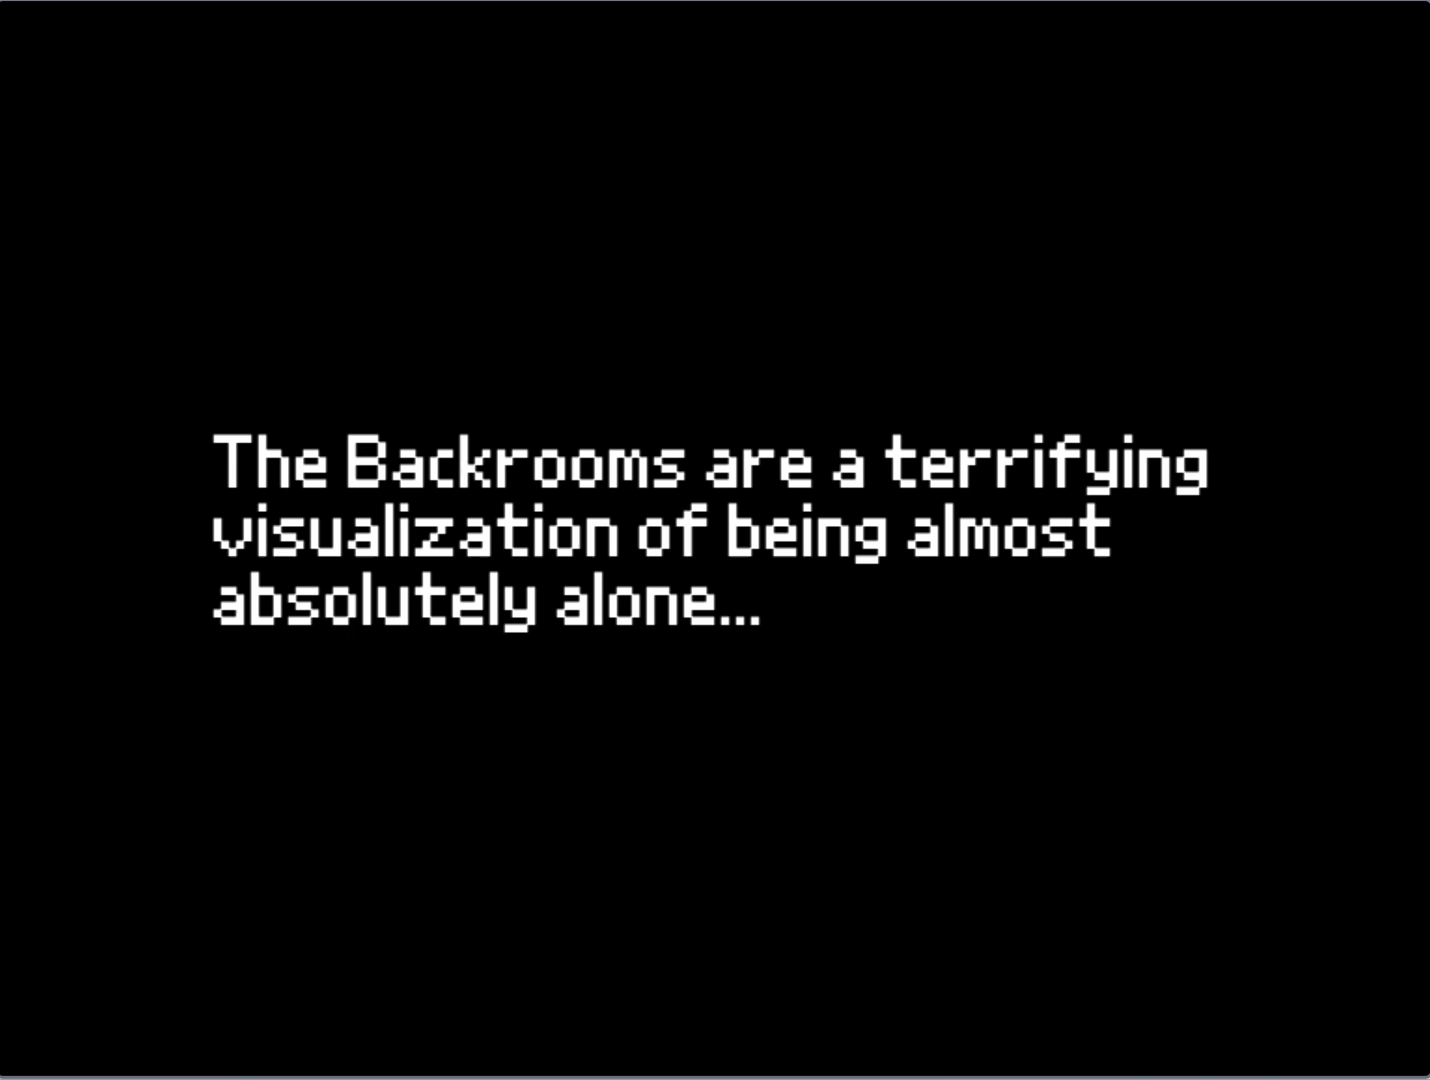 The Backrooms are a terrifying
visualization of being almost
absolutely alone...